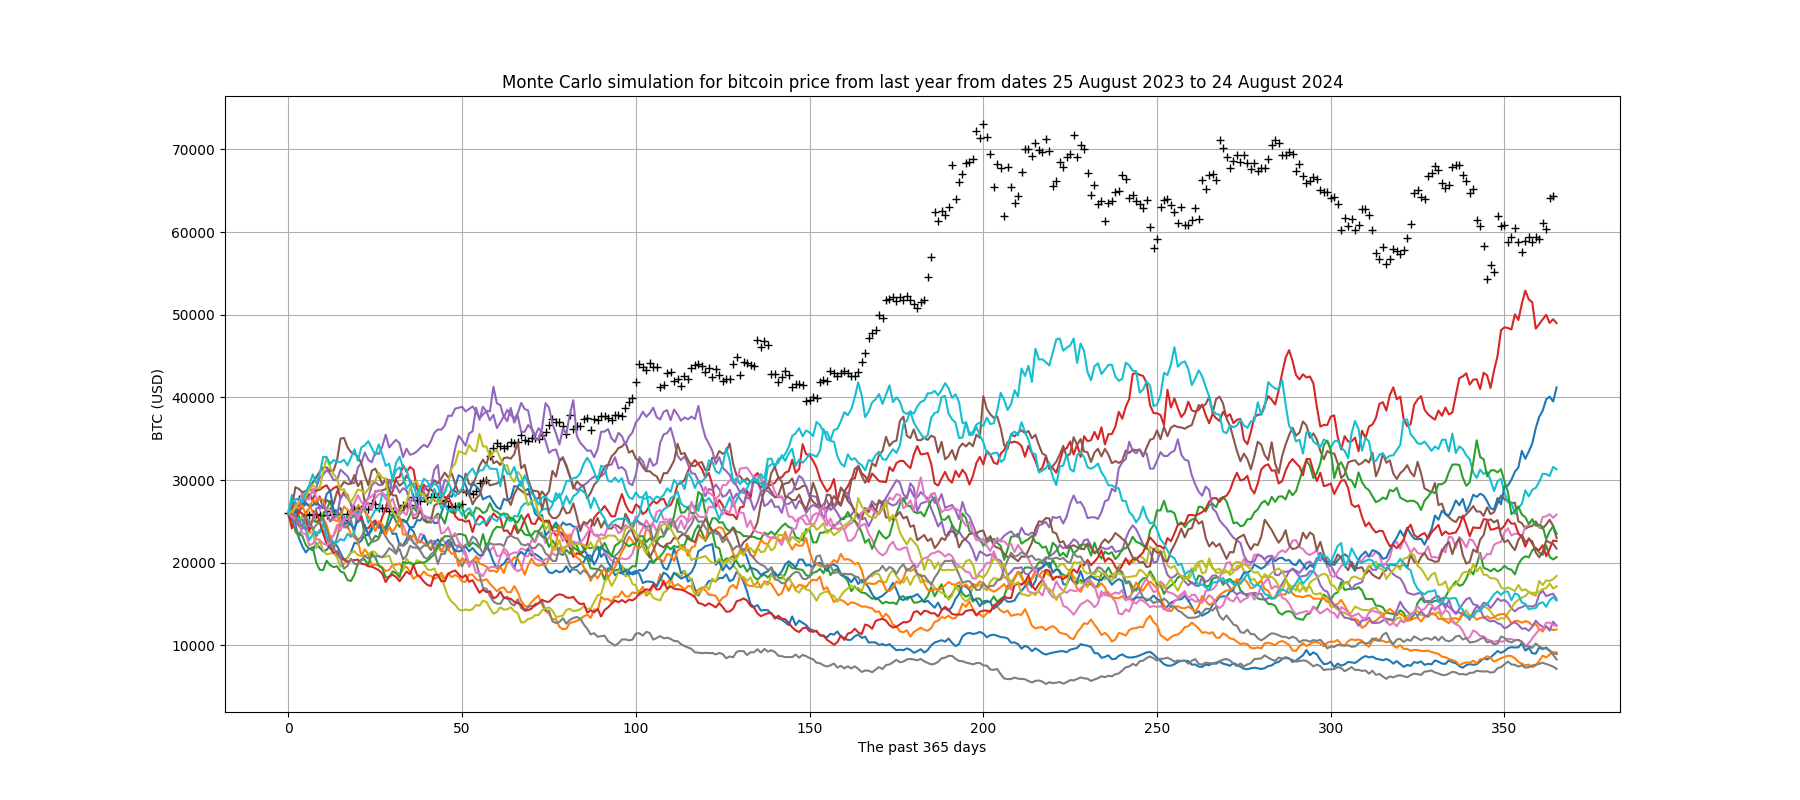 Monte Carlo simulation for bitcoin price from last year from dates 25 August 2023 to 24 August 2024
70000
60000
50000
40000
30000
20000
10000
BTC (USD)
0 50 100 150 200 250 300 350
The past 365 days